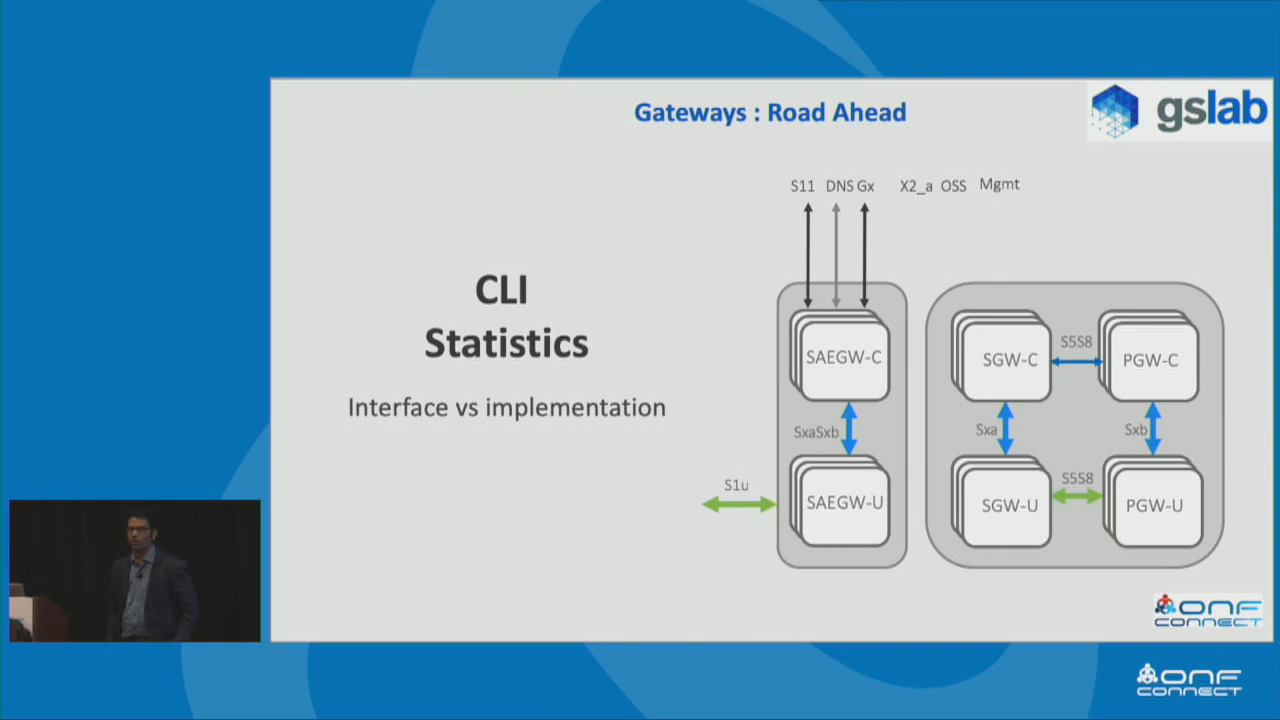 Gateways : Road Ahead
gslab
S11 DNS Gx X2_a OSS Mgmt
CLI
Statistics
Interface vs implementation
SAEGW-C
SxaSxb
S1u
SAEGW-U
SGW-C
S5S8
PGW-C
Sxa
Sxb
SGW-U
S5S8
PGW-U
ONF
CONNECT
ONF
CONNECT